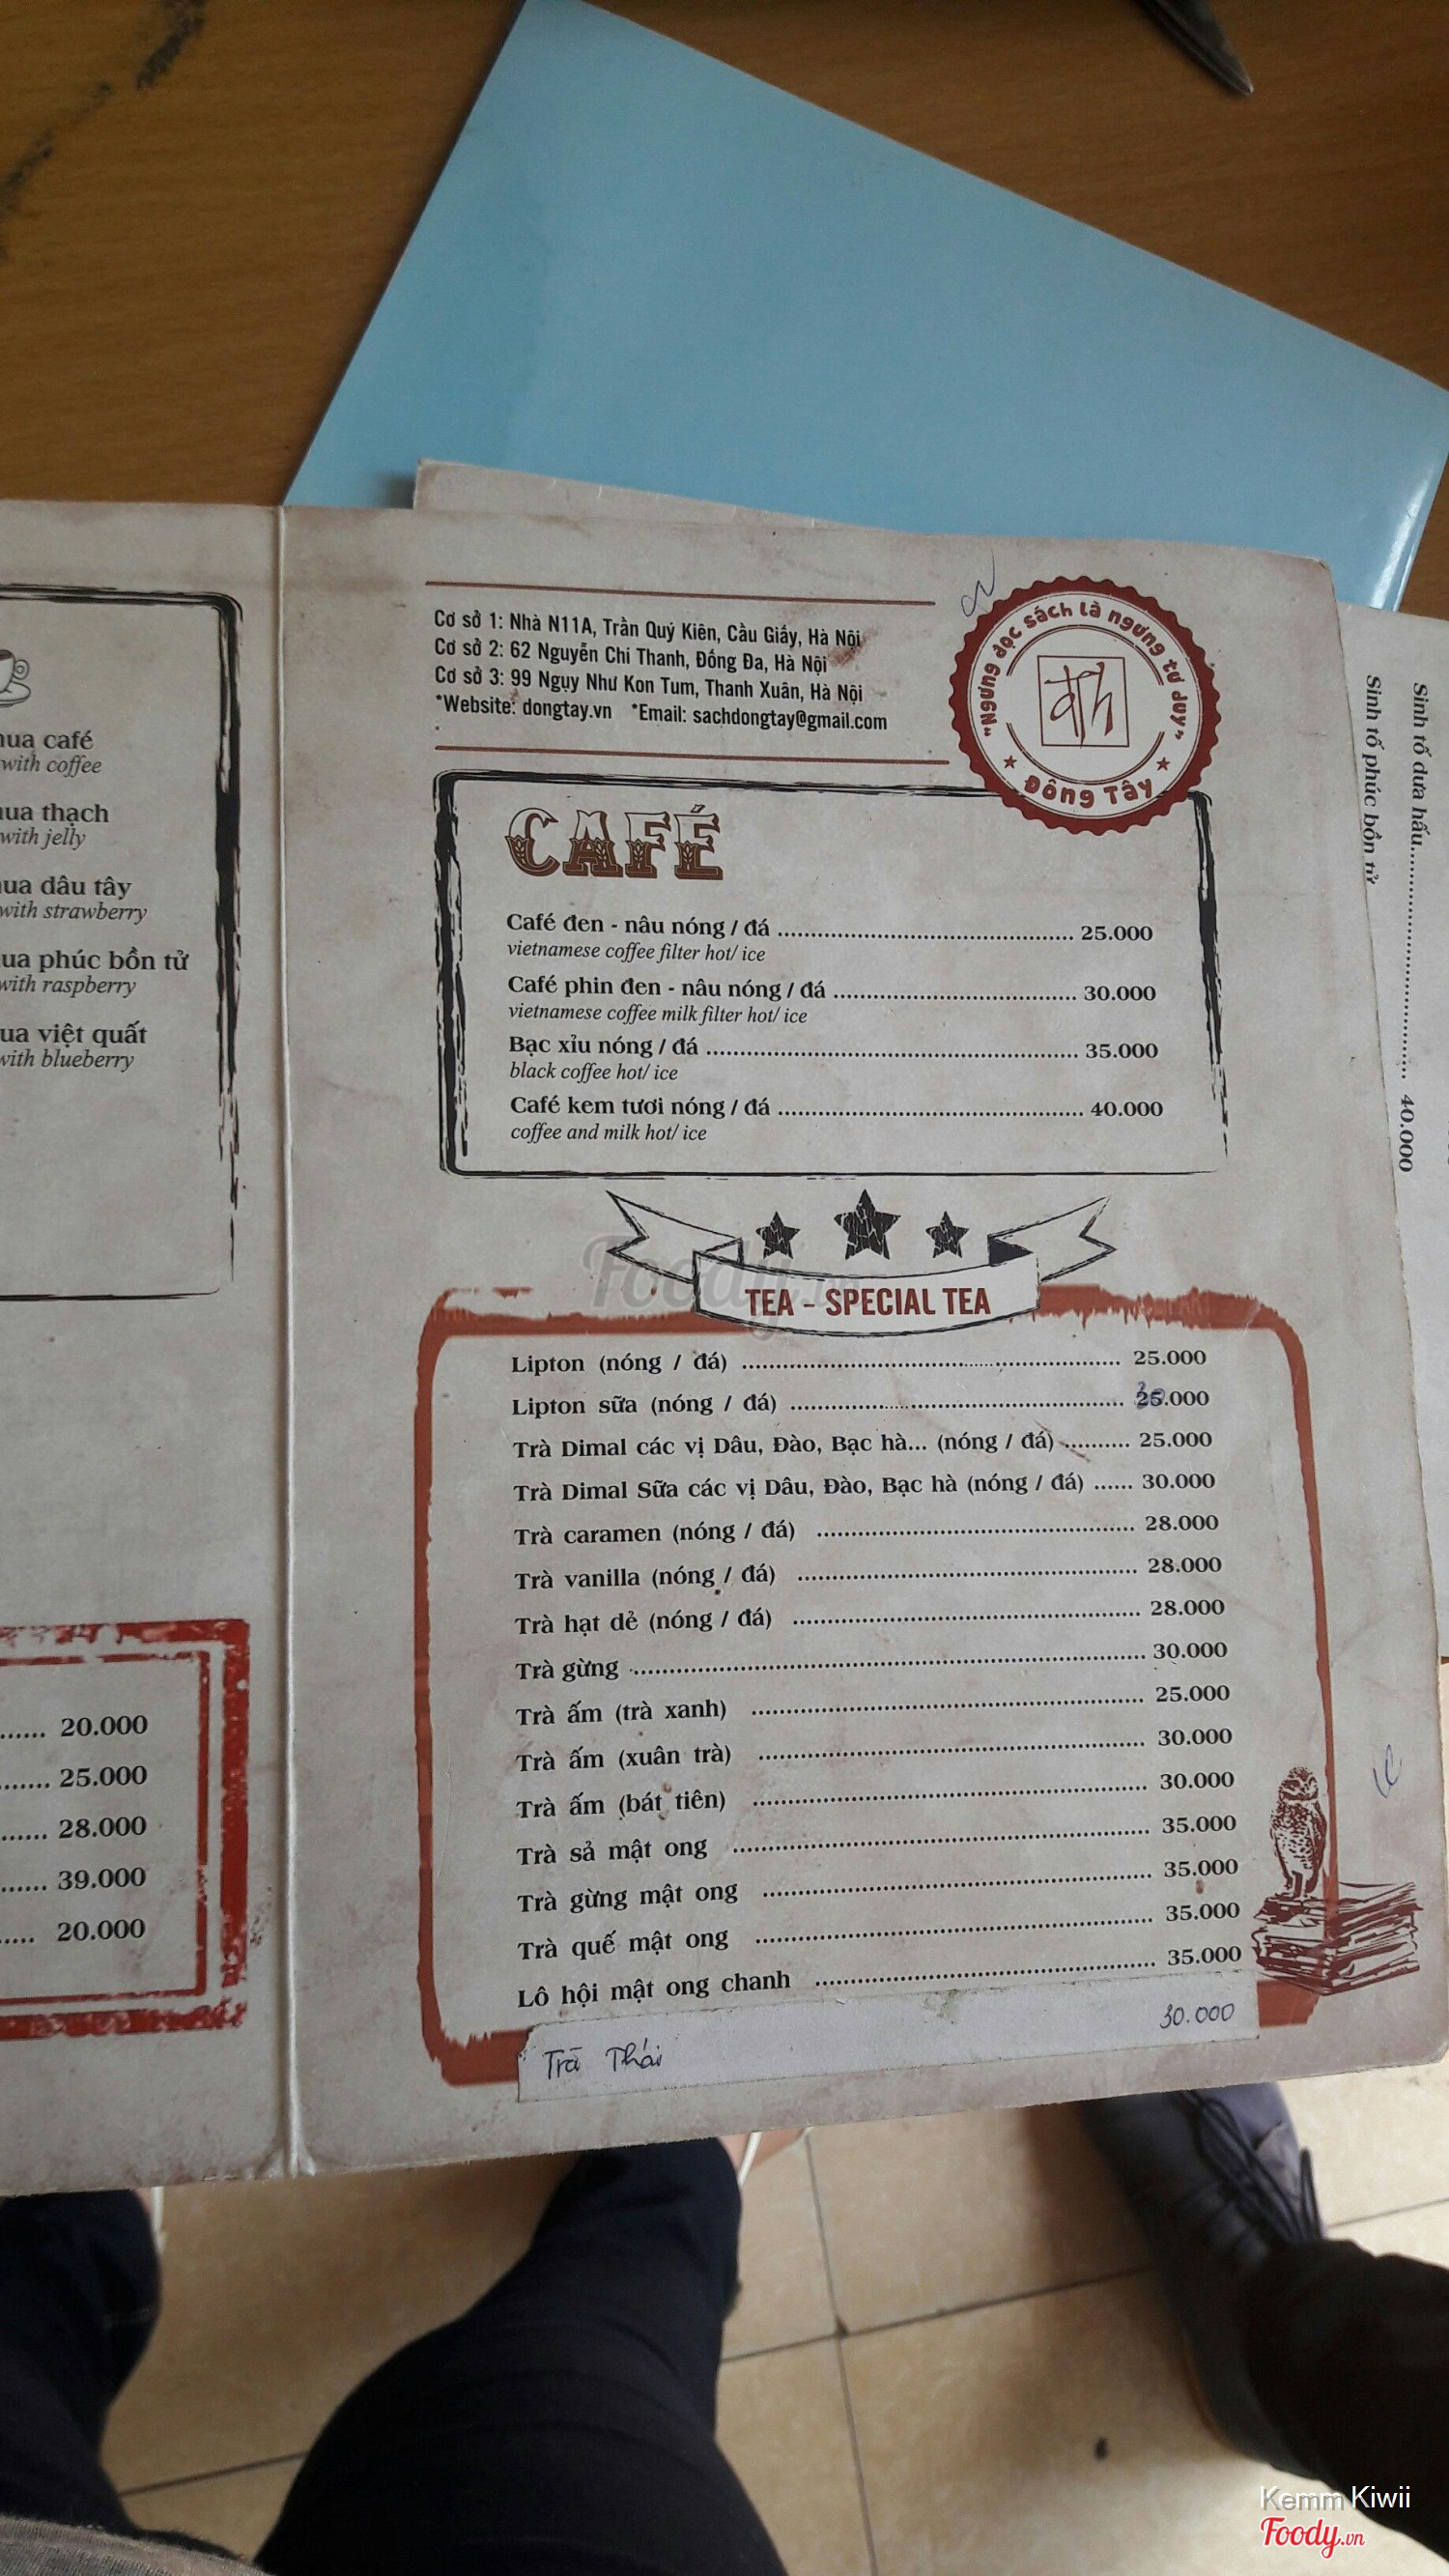 ua café
with coffee
ua thạch
with jelly
ua dâu tây
with strawberry
ua phúc bồn tử
with raspberry
ua việt quất
with blueberry
20.000
25.000
28.000
39.000
20.000
Cơ sở 1: Nhà N11A, Trần Quý Kiên, Cầu Giấy, Hà Nội
Cơ sở 2: 62 Nguyễn Chí Thanh, Đống Đa, Hà Nội
Cơ sở 3: 99 Ngụy Như Kon Tum, Thanh Xuân, Hà Nội
*Website: dongtay.vn *Email: sachdongtay@gmail.com
"Ngưng đọc sách là ngưng tư duy"
Đông Tây
CAFÉ
Café đen - nâu nóng / đá ............ 25.000
vietnamese coffee filter hot/ ice
Café phin đen - nâu nóng / đá ............ 30.000
vietnamese coffee milk filter hot/ ice
Bạc xỉu nóng / đá ............ 35.000
black coffee hot/ ice
Café kem tươi nóng / đá ............ 40.000
coffee and milk hot/ ice
Foody.vn
TEA - SPECIAL TEA
Lipton (nóng / đá) ............ 25.000
Lipton sữa (nóng / đá) ............ 25.000
30
Trà Dimal các vị Dâu, Đào, Bạc hà... (nóng / đá) .......... 25.000
Trà Dimal Sữa các vị Dâu, Đào, Bạc hà (nóng / đá) ...... 30.000
Trà caramen (nóng / đá) ............ 28.000
Trà vanilla (nóng / đá) ............ 28.000
Trà hạt dẻ (nóng / đá) ............ 28.000
Trà gừng ............ 30.000
Trà ấm (trà xanh) ............ 25.000
Trà ấm (xuân trà) ............ 30.000
Trà ấm (bát tiên) ............ 30.000
Trà sả mật ong ............ 35.000
Trà gừng mật ong ............ 35.000
Trà quế mật ong ............ 35.000
Lô hội mật ong chanh ............ 35.000
Trà Thái 30.000
Sinh tố dưa hấu............ 40.000
Sinh tố phúc bồn tử
Kemm Kiwii
Foody.vn